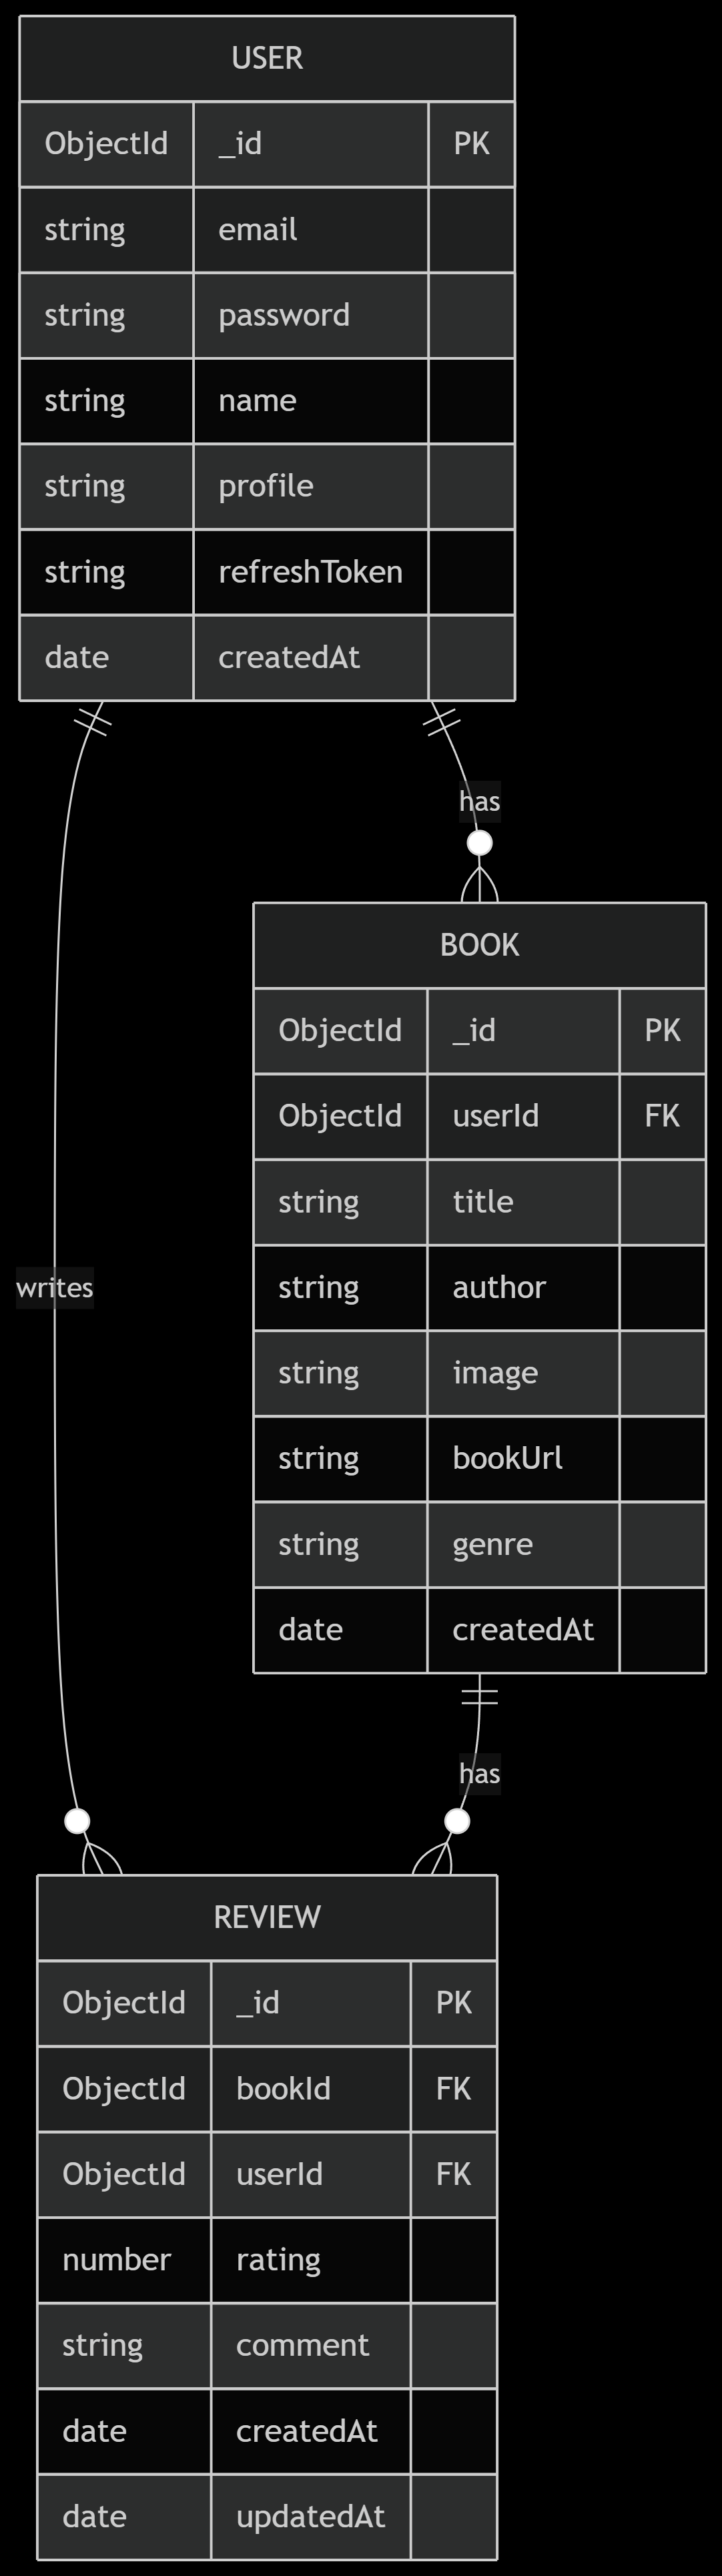 USER
ObjectId _id PK
string email
string password
string name
string profile
string refreshToken
date createdAt
has
BOOK
ObjectId _id PK
ObjectId userId FK
string title
string author
string image
string bookUrl
string genre
date createdAt
writes
has
REVIEW
ObjectId _id PK
ObjectId bookId FK
ObjectId userId FK
number rating
string comment
date createdAt
date updatedAt